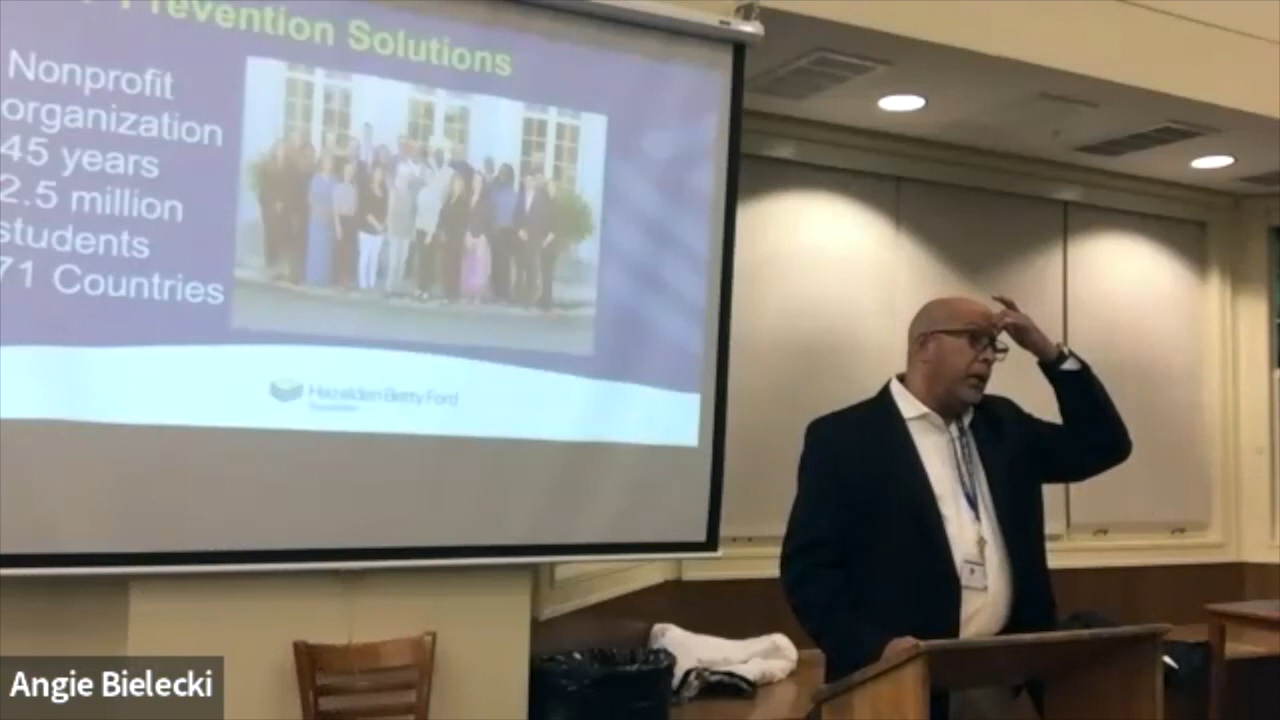 Prevention Solutions
Nonprofit
organization
45 years
2.5 million
students
71 Countries
Hazelden Betty Ford
Angie Bielecki